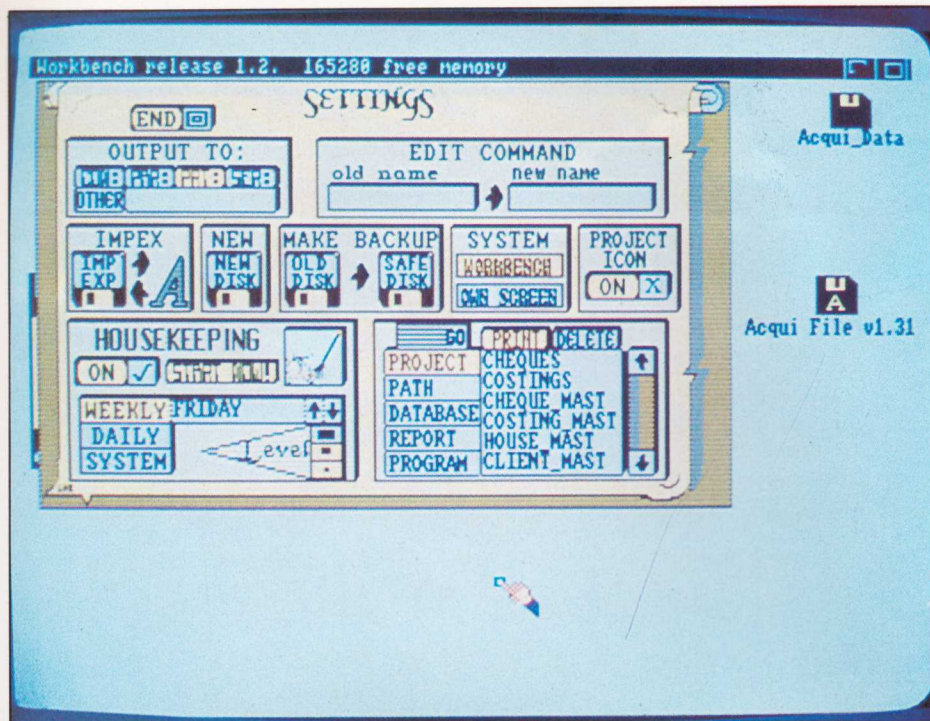 Workbench release 1.2.  165280 free memory
SETTINGS
END
OUTPUT TO:
OTHER
EDIT COMMAND
old name
new name
IMPEX
IMP
EXP
A
NEW
NEW
DISK
MAKE BACKUP
OLD
DISK
SAFE
DISK
SYSTEM
WORKBENCH
OWN SCREEN
PROJECT
ICON
ON X
HOUSEKEEPING
ON
WEEKLY FRIDAY
DAILY
SYSTEM
Level
GO PRINT DELETE
PROJECT
PATH
DATABASE
REPORT
PROGRAM
CHEQUES
COSTINGS
CHEQUE_MAST
COSTING_MAST
HOUSE_MAST
CLIENT_MAST
Acqui_Data
A
Acqui File v1.31